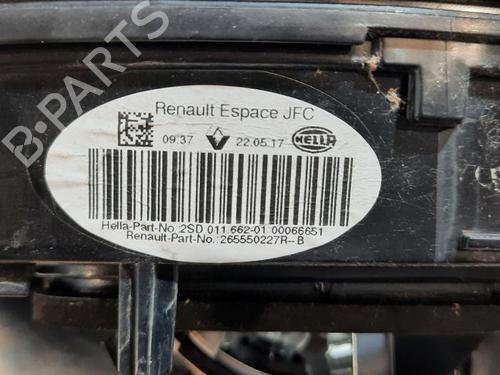 Renault Espace JFC
09.37 22.05.17 HELLA
Hella-Part-No.:2SD 011.662-01 00066651
Renault-Part-No.:265550227R--B
B-PARTS